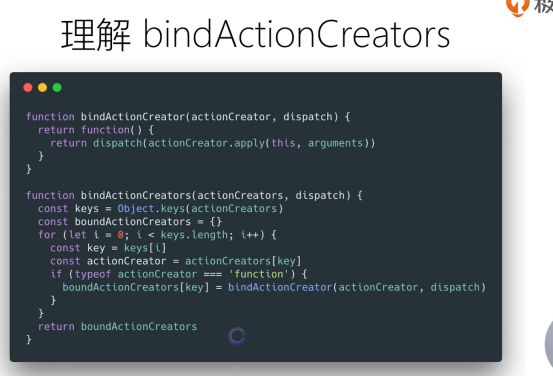 极
理解 bindActionCreators
function bindActionCreator(actionCreator, dispatch) {
  return function() {
    return dispatch(actionCreator.apply(this, arguments))
  }
}
function bindActionCreators(actionCreators, dispatch) {
  const keys = Object.keys(actionCreators)
  const boundActionCreators = {}
  for (let i = 0; i < keys.length; i++) {
    const key = keys[i]
    const actionCreator = actionCreators[key]
    if (typeof actionCreator === 'function') {
      boundActionCreators[key] = bindActionCreator(actionCreator, dispatch)
    }
  }
  return boundActionCreators
}